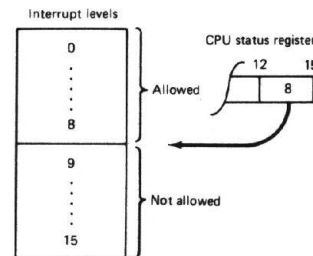 Interrupt levels
0
8
Allowed
9
15
Not allowed
CPU status register
12 15
8